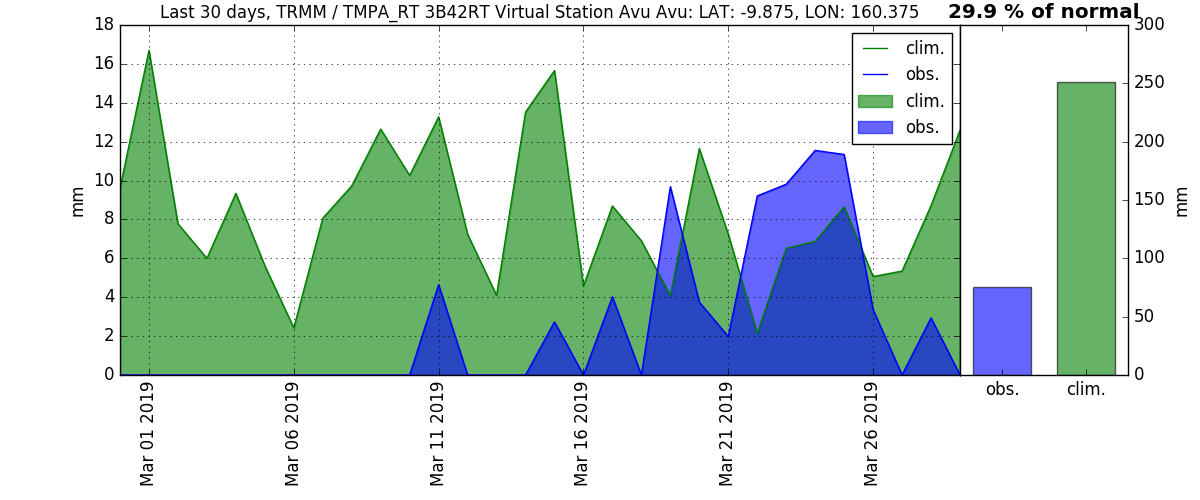 Last 30 days, TRMM / TMPA_RT 3B42RT Virtual Station Avu Avu: LAT: -9.875, LON: 160.375
29.9 % of normal
18
16
14
12
10
8
6
4
2
0
mm
clim.
obs.
clim.
obs.
300
250
200
150
100
50
0
mm
Mar 01 2019
Mar 06 2019
Mar 11 2019
Mar 16 2019
Mar 21 2019
Mar 26 2019
obs.
clim.